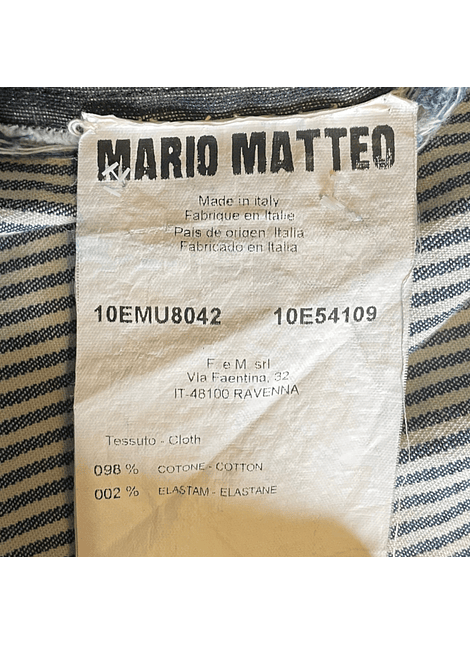 MARIO MATTEO
Made in italy
Fabrique en Italie
Pais de origen: Italia
Fabricado en Italia
10EMU8042 10E54109
F. e M. srl
Via Faentina, 32
IT-48100 RAVENNA
Tessuto - Cloth
098 % COTONE - COTTON
002 % ELASTAM - ELASTANE